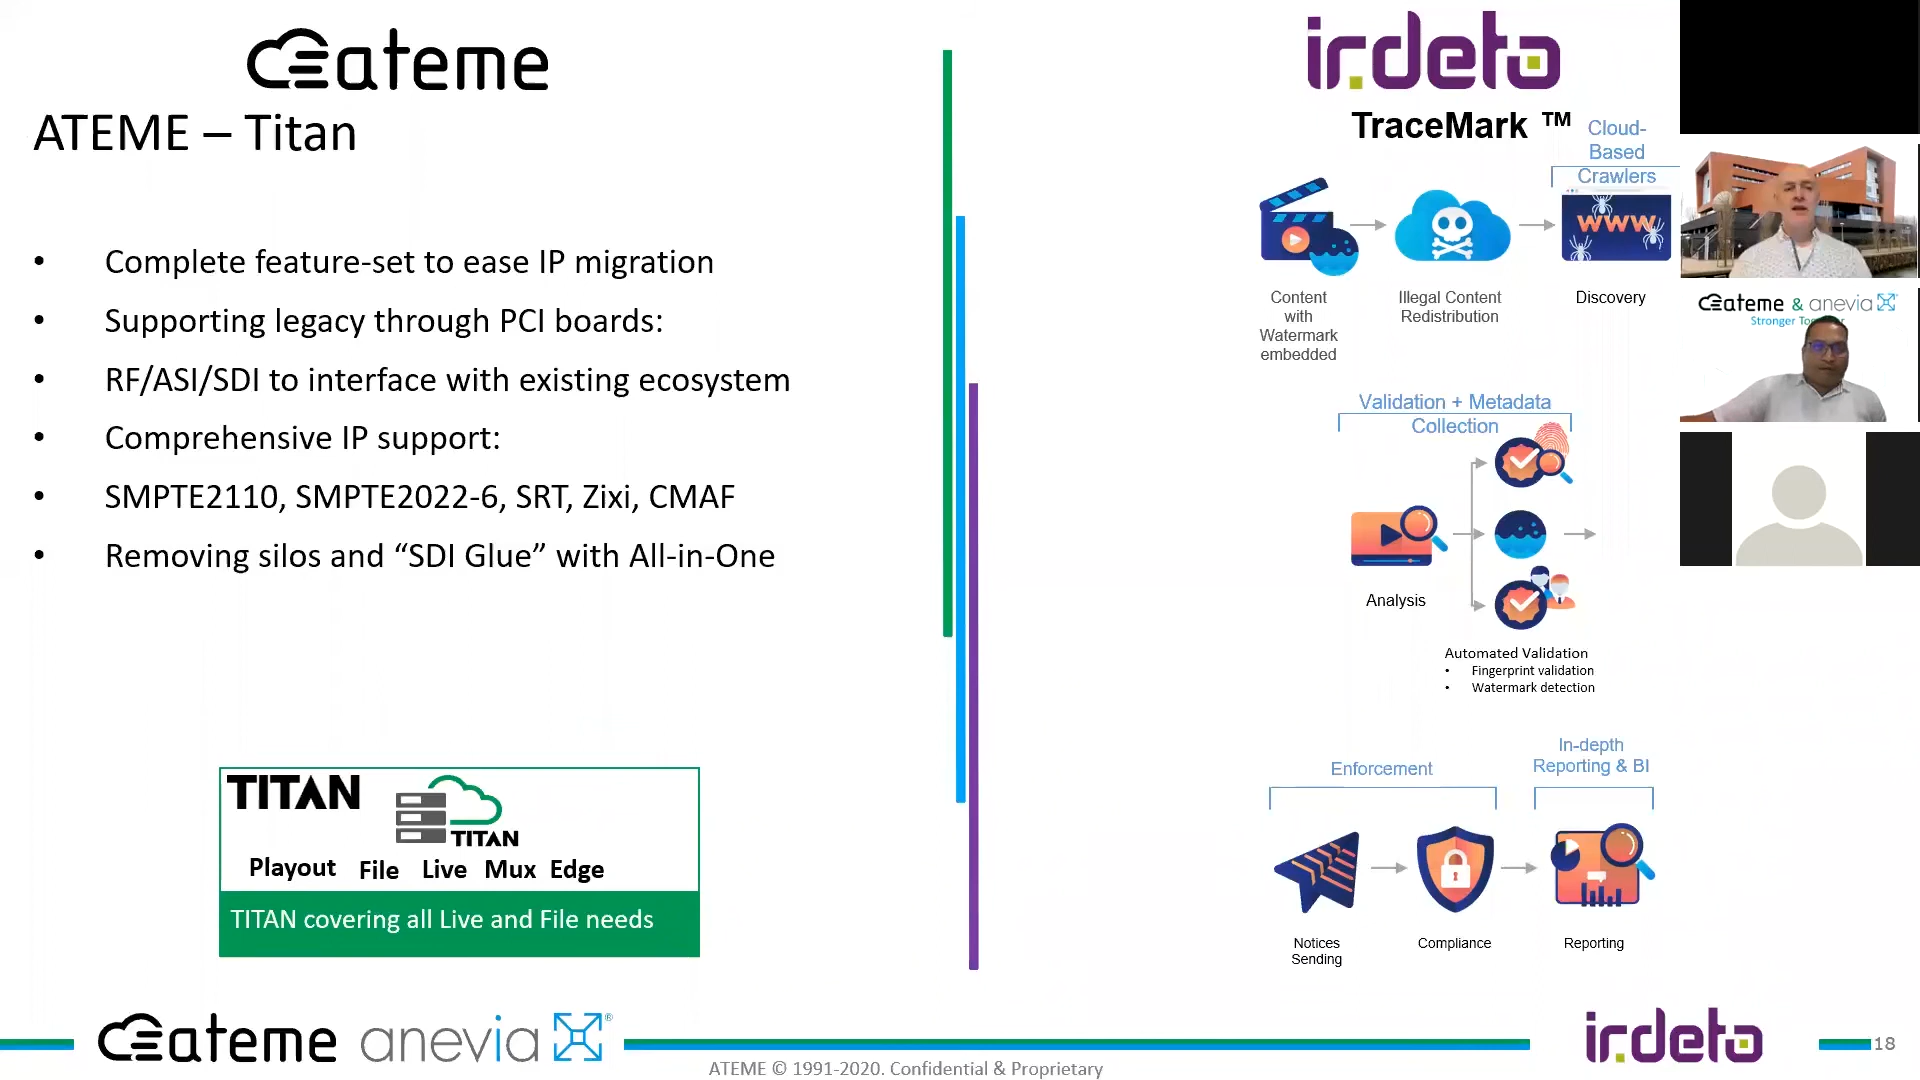 ateme
ATEME – Titan
• Complete feature-set to ease IP migration
• Supporting legacy through PCI boards:
• RF/ASI/SDI to interface with existing ecosystem
• Comprehensive IP support:
• SMPTE2110, SMPTE2022-6, SRT, Zixi, CMAF
• Removing silos and “SDI Glue” with All-in-One
TITAN
TITAN
Playout File Live Mux Edge
TITAN covering all Live and File needs
irdeto
TraceMark ™
Cloud-
Based
Crawlers
WWW
Content
with
Watermark
embedded
Illegal Content
Redistribution
Discovery
Validation + Metadata
Collection
Analysis
Automated Validation
• Fingerprint validation
• Watermark detection
Enforcement
In-depth
Reporting & BI
Notices
Sending
Compliance
Reporting
ateme & anevia
Stronger
ateme anevia ®
ATEME © 1991-2020. Confidential & Proprietary
irdeto
18